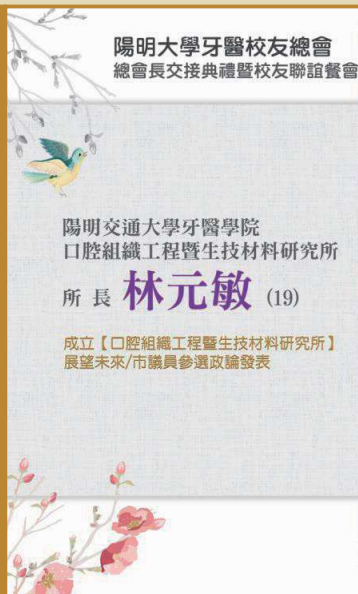 陽明大學牙醫校友總會
總會長交接典禮暨校友聯誼餐會
陽明交通大學牙醫學院
口腔組織工程暨生技材料研究所
所 長 林元敏 (19)
成立【口腔組織工程暨生技材料研究所】
展望未來/市議員參選政論發表